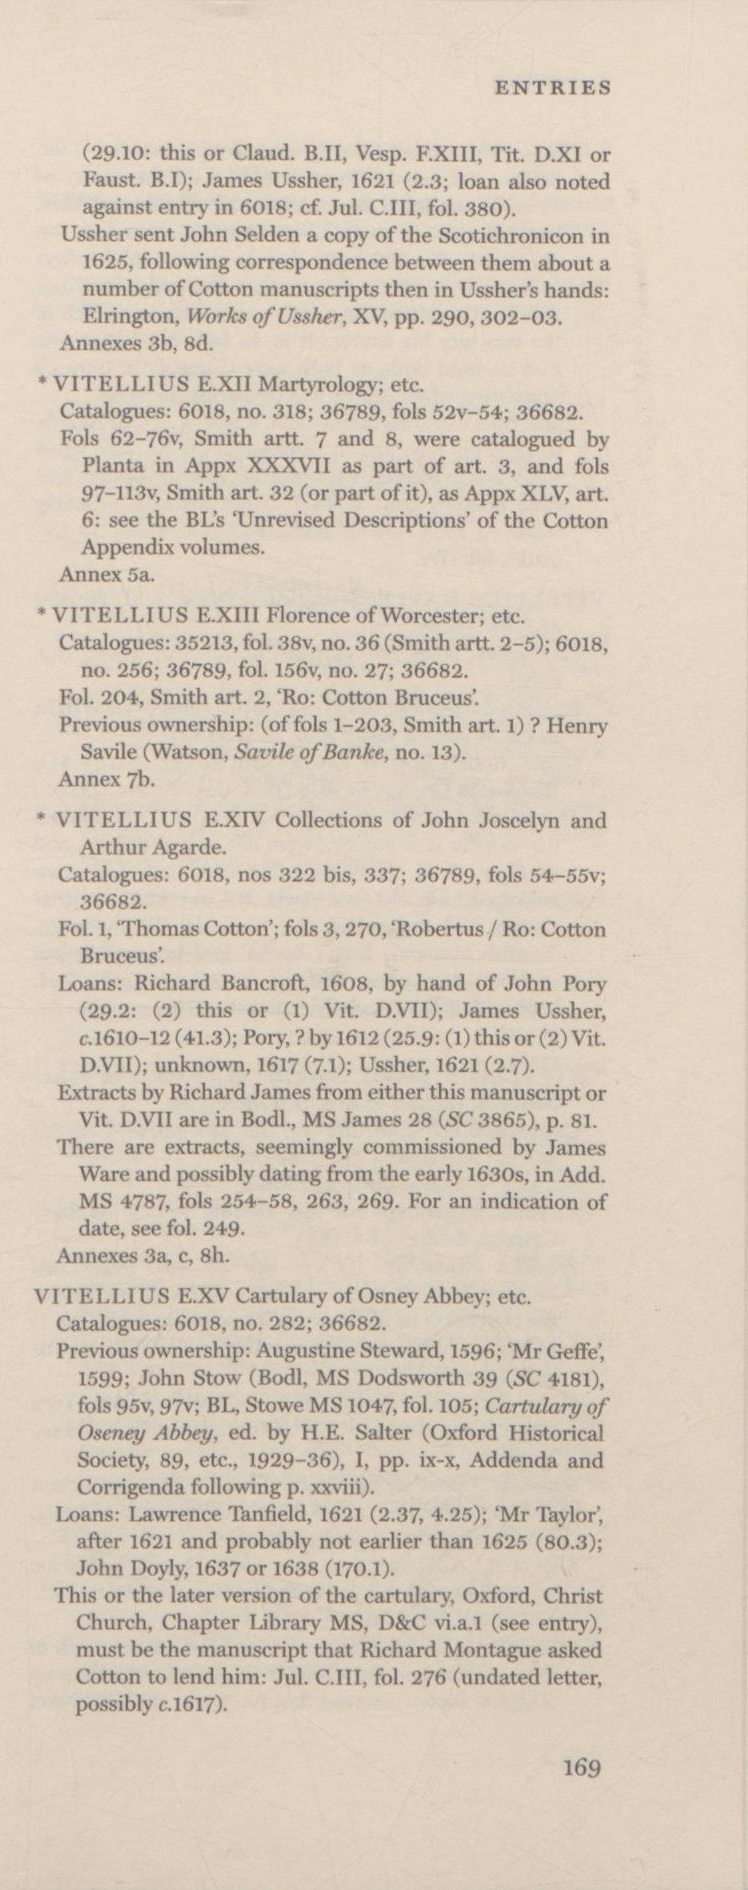 ENTRIES
(29.10: this or Claud. B.II, Vesp. F.XIII, Tit. D.XI or
Faust. B.I); James Ussher, 1621 (2.3; loan also noted
against entry in 6018; cf. Jul. C.III, fol. 380).
Ussher sent John Selden a copy of the Scotichronicon in
1625, following correspondence between them about a
number of Cotton manuscripts then in Ussher's hands:
Elrington, Works of Ussher, XV, pp. 290, 302–03.
Annexes 3b, 8d.
* VITELLIUS E.XII Martyrology; etc.
Catalogues: 6018, no. 318; 36789, fols 52v–54; 36682.
Fols 62–76v, Smith artt. 7 and 8, were catalogued by
Planta in Appx XXXVII as part of art. 3, and fols
97–113v, Smith art. 32 (or part of it), as Appx XLV, art.
6: see the BL's 'Unrevised Descriptions' of the Cotton
Appendix volumes.
Annex 5a.
* VITELLIUS E.XIII Florence of Worcester; etc.
Catalogues: 35213, fol. 38v, no. 36 (Smith artt. 2–5); 6018,
no. 256; 36789, fol. 156v, no. 27; 36682.
Fol. 204, Smith art. 2, 'Ro: Cotton Bruceus'.
Previous ownership: (of fols 1–203, Smith art. 1) ? Henry
Savile (Watson, Savile of Banke, no. 13).
Annex 7b.
* VITELLIUS E.XIV Collections of John Joscelyn and
Arthur Agarde.
Catalogues: 6018, nos 322 bis, 337; 36789, fols 54–55v;
36682.
Fol. 1, 'Thomas Cotton'; fols 3, 270, 'Robertus / Ro: Cotton
Bruceus'.
Loans: Richard Bancroft, 1608, by hand of John Pory
(29.2: (2) this or (1) Vit. D.VII); James Ussher,
c.1610–12 (41.3); Pory, ? by 1612 (25.9: (1) this or (2) Vit.
D.VII); unknown, 1617 (7.1); Ussher, 1621 (2.7).
Extracts by Richard James from either this manuscript or
Vit. D.VII are in Bodl., MS James 28 (SC 3865), p. 81.
There are extracts, seemingly commissioned by James
Ware and possibly dating from the early 1630s, in Add.
MS 4787, fols 254–58, 263, 269. For an indication of
date, see fol. 249.
Annexes 3a, c, 8h.
VITELLIUS E.XV Cartulary of Osney Abbey; etc.
Catalogues: 6018, no. 282; 36682.
Previous ownership: Augustine Steward, 1596; 'Mr Geffe',
1599; John Stow (Bodl, MS Dodsworth 39 (SC 4181),
fols 95v, 97v; BL, Stowe MS 1047, fol. 105; Cartulary of
Oseney Abbey, ed. by H.E. Salter (Oxford Historical
Society, 89, etc., 1929–36), I, pp. ix-x, Addenda and
Corrigenda following p. xxviii).
Loans: Lawrence Tanfield, 1621 (2.37, 4.25); 'Mr Taylor',
after 1621 and probably not earlier than 1625 (80.3);
John Doyly, 1637 or 1638 (170.1).
This or the later version of the cartulary, Oxford, Christ
Church, Chapter Library MS, D&C vi.a.1 (see entry),
must be the manuscript that Richard Montague asked
Cotton to lend him: Jul. C.III, fol. 276 (undated letter,
possibly c.1617).
169